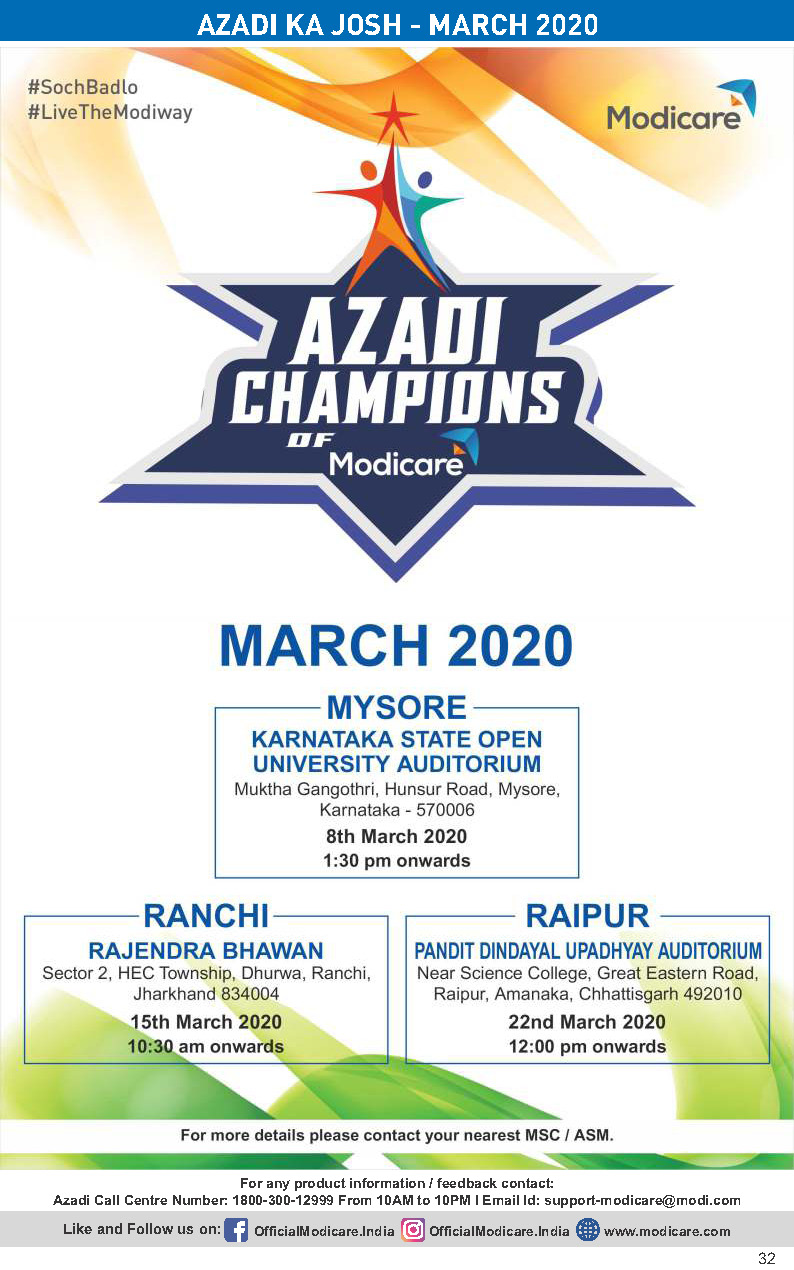 AZADI KA JOSH - MARCH 2020
#SochBadlo
#LiveTheModiway
Modicare
AZADI
CHAMPIONS
OF
Modicare
MARCH 2020
MYSORE
KARNATAKA STATE OPEN
UNIVERSITY AUDITORIUM
Muktha Gangothri, Hunsur Road, Mysore,
Karnataka - 570006
8th March 2020
1:30 pm onwards
RANCHI
RAJENDRA BHAWAN
Sector 2, HEC Township, Dhurwa, Ranchi,
Jharkhand 834004
15th March 2020
10:30 am onwards
RAIPUR
PANDIT DINDAYAL UPADHYAY AUDITORIUM
Near Science College, Great Eastern Road,
Raipur, Amanaka, Chhattisgarh 492010
22nd March 2020
12:00 pm onwards
For more details please contact your nearest MSC / ASM.
For any product information / feedback contact:
Azadi Call Centre Number: 1800-300-12999 From 10AM to 10PM I Email Id: support-modicare@modi.com
Like and Follow us on: OfficialModicare.India OfficialModicare.India www.modicare.com
32